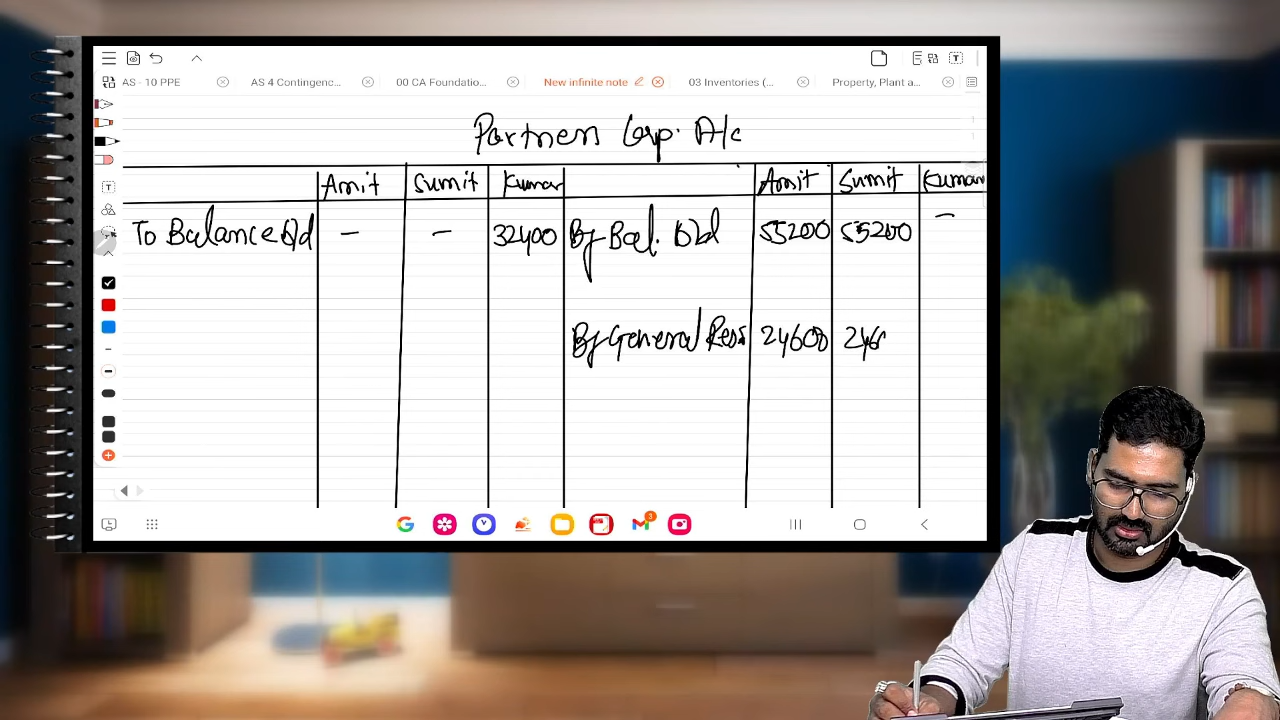 AS - 10 PPE
AS 4 Contingenc...
00 CA Foundatio...
New infinite note
03 Inventories (...
Property, Plant a...
Partners Cap. A/c
Amit Sumit Kumar Amit Sumit Kumar
To Balance b/d - - 32400 By Bal. b/d 55200 55200 -
By General Res. 24600 246
3